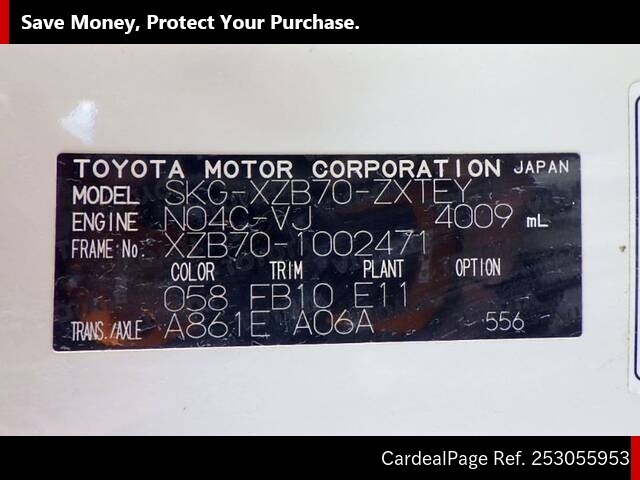 Save Money, Protect Your Purchase.
TOYOTA MOTOR CORPORATION JAPAN
MODEL SKG-XZB70-ZXTEY
ENGINE N04C-VJ 4009 mL
FRAME No. XZB70-1002471
COLOR TRIM PLANT OPTION
058 FB10 E11
TRANS./AXLE A861E A06A 556
CardealPage Ref. 253055953